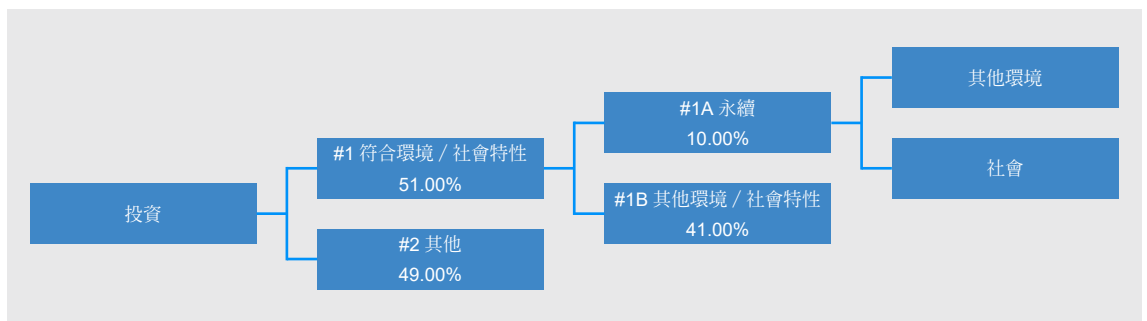 投資
#1 符合環境 / 社會特性
51.00%
#2 其他
49.00%
#1A 永續
10.00%
#1B 其他環境 / 社會特性
41.00%
其他環境
社會